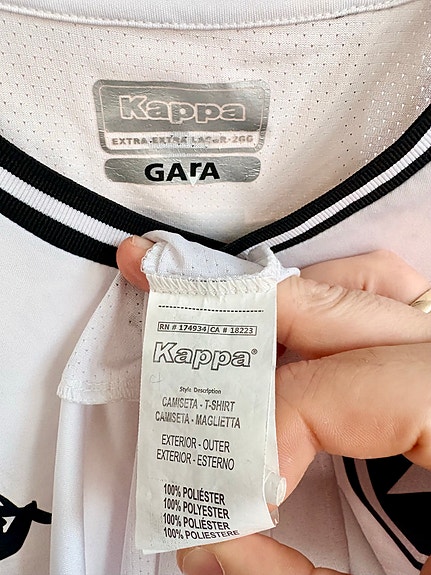 Kappa
EXTRA-EXTRA LARGE-2GG
GARA
RN # 174934 CA # 18223
Kappa®
Style Description
CAMISETA - T-SHIRT
CAMISETA - MAGLIETTA
EXTERIOR - OUTER
EXTERIOR - ESTERNO
100% POLIÉSTER
100% POLYESTER
100% POLIÉSTER
100% POLIESTERE